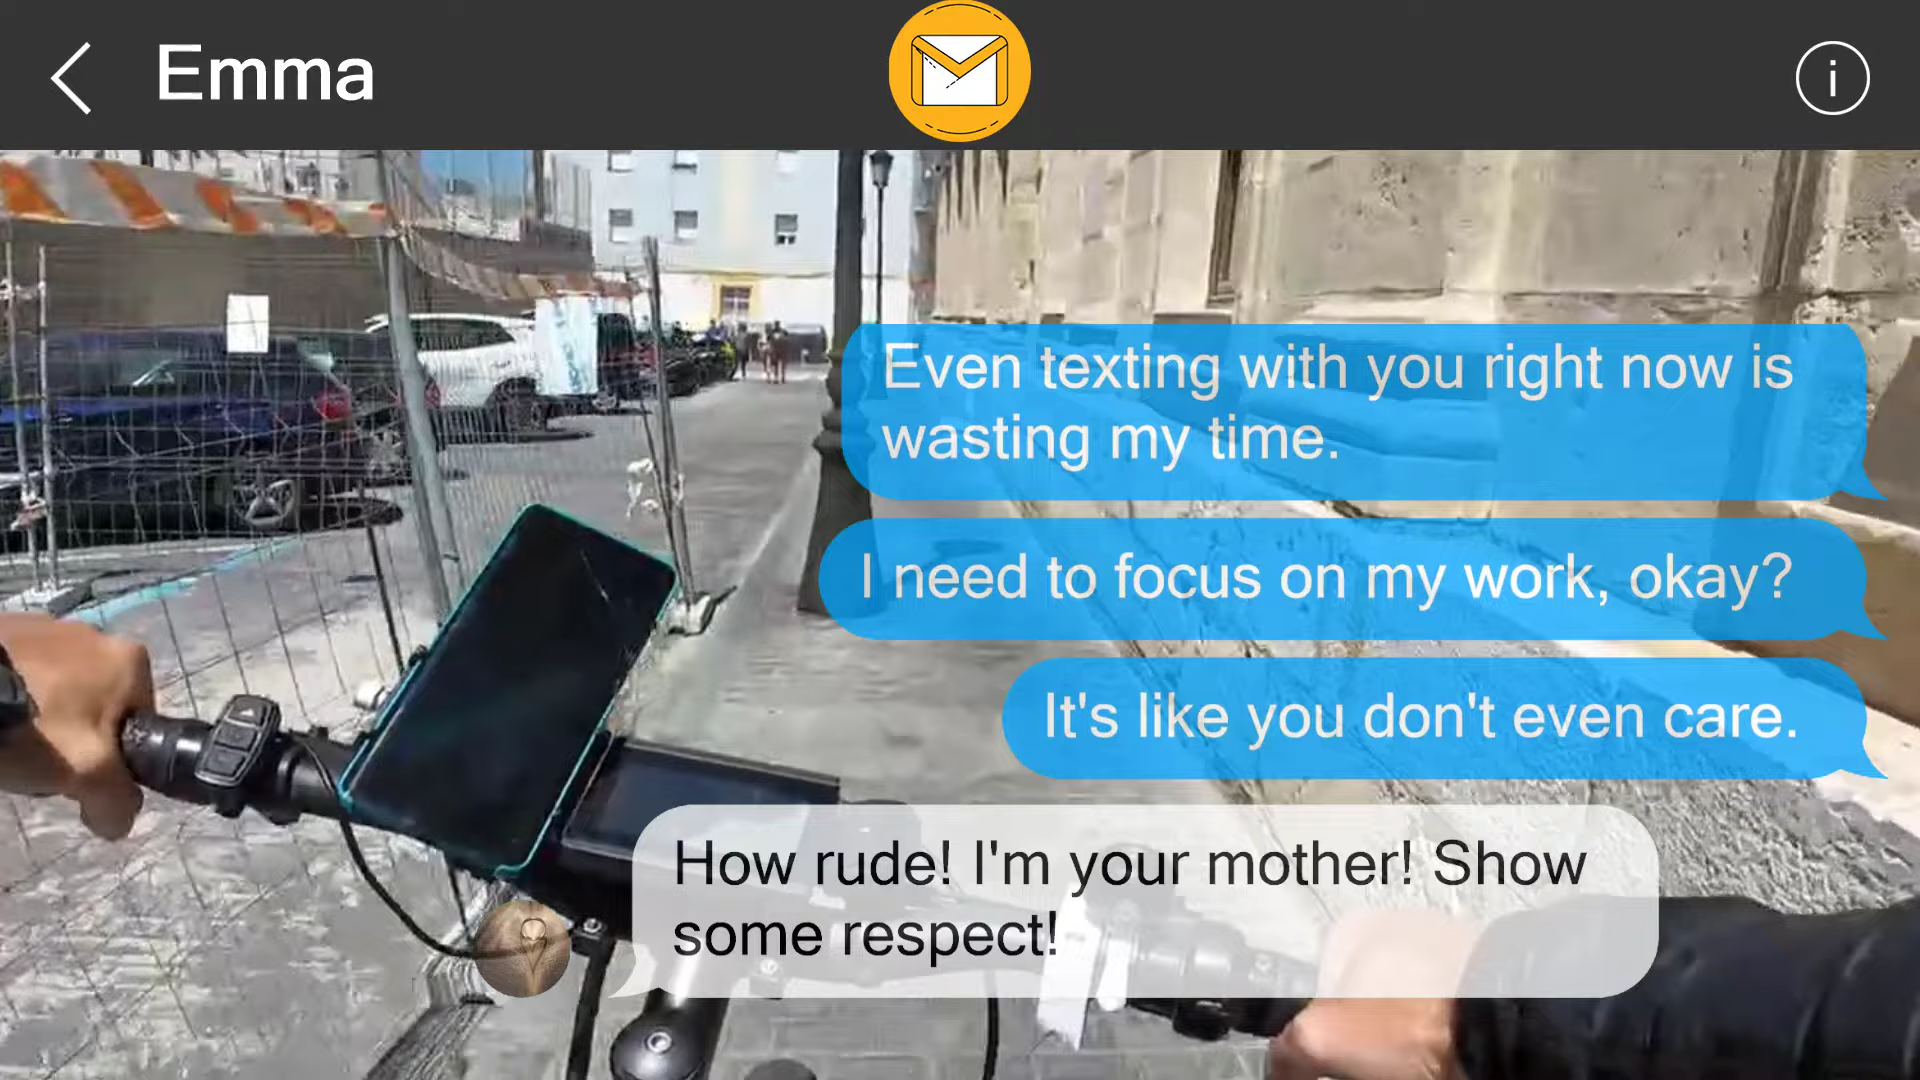 Emma
Even texting with you right now is
wasting my time.
I need to focus on my work, okay?
It's like you don't even care.
How rude! I'm your mother! Show
some respect!